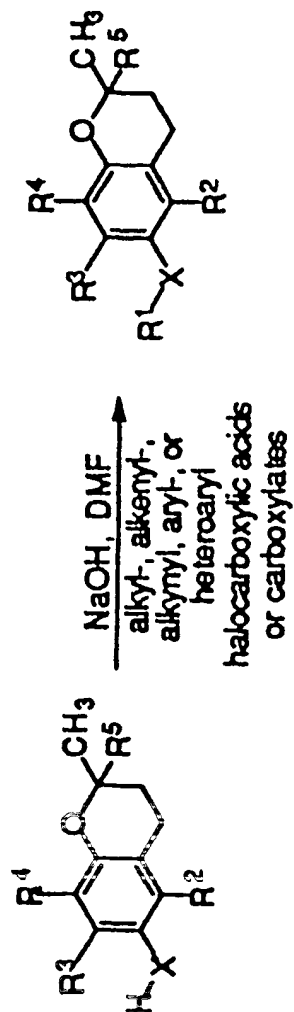 R⁴
R³
H
X
R²
O
CH₃
R⁵
NaOH, DMF
alkyl-, alkenyl-,
alkynyl, aryl-, or
heteroaryl
halocarboxylic acids
or carboxylates
R⁴
R³
R¹
X
R²
O
CH₃
R⁵